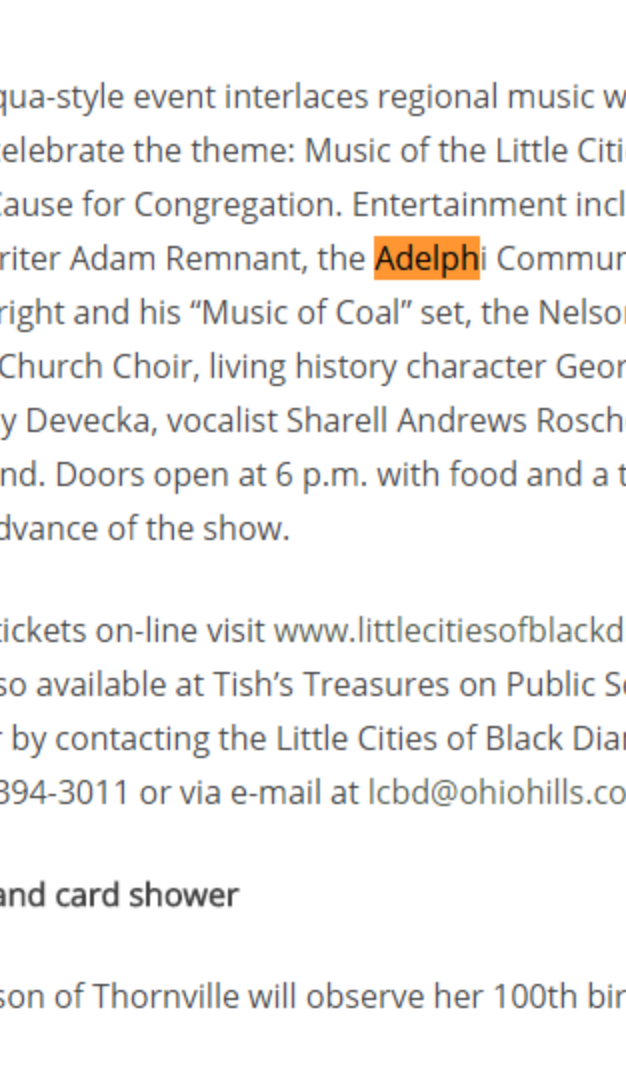 qua-style event interlaces regional music w
elebrate the theme: Music of the Little Citi
Cause for Congregation. Entertainment incl
riter Adam Remnant, the Adelphi Commun
right and his “Music of Coal” set, the Nelson
Church Choir, living history character Geor
y Devecka, vocalist Sharell Andrews Rosch
nd. Doors open at 6 p.m. with food and a t
dvance of the show.
tickets on-line visit www.littlecitiesofblackd
so available at Tish’s Treasures on Public S
r by contacting the Little Cities of Black Dia
394-3011 or via e-mail at lcbd@ohiohills.co
and card shower
son of Thornville will observe her 100th bir